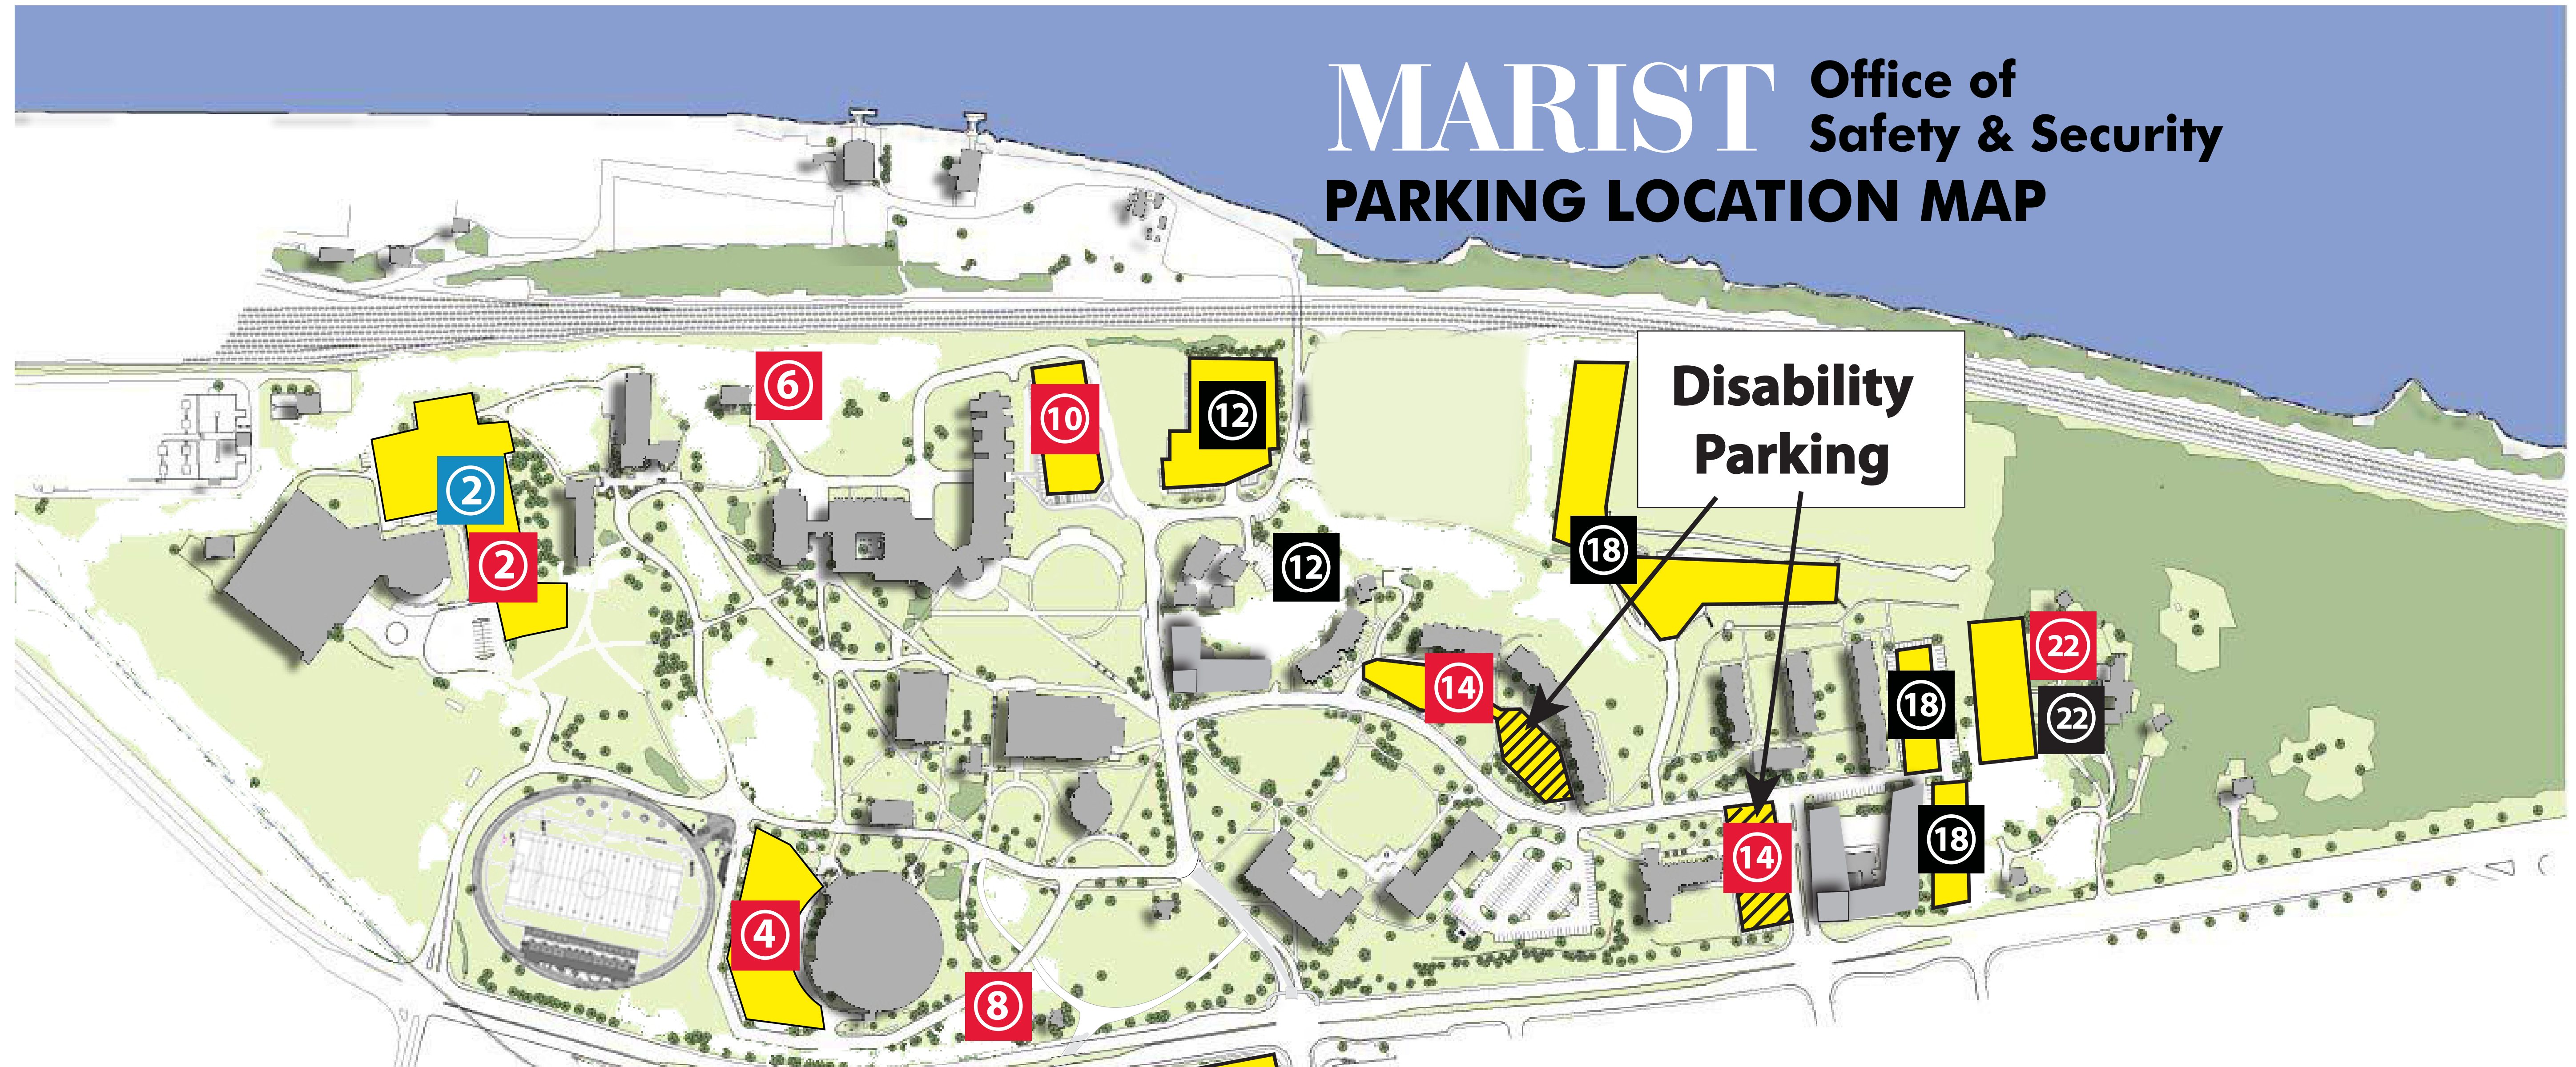 MARIST
Office of
Safety & Security
PARKING LOCATION MAP
Disability
Parking
6
10
12
2
2
12
18
14
22
18
22
14
18
4
8